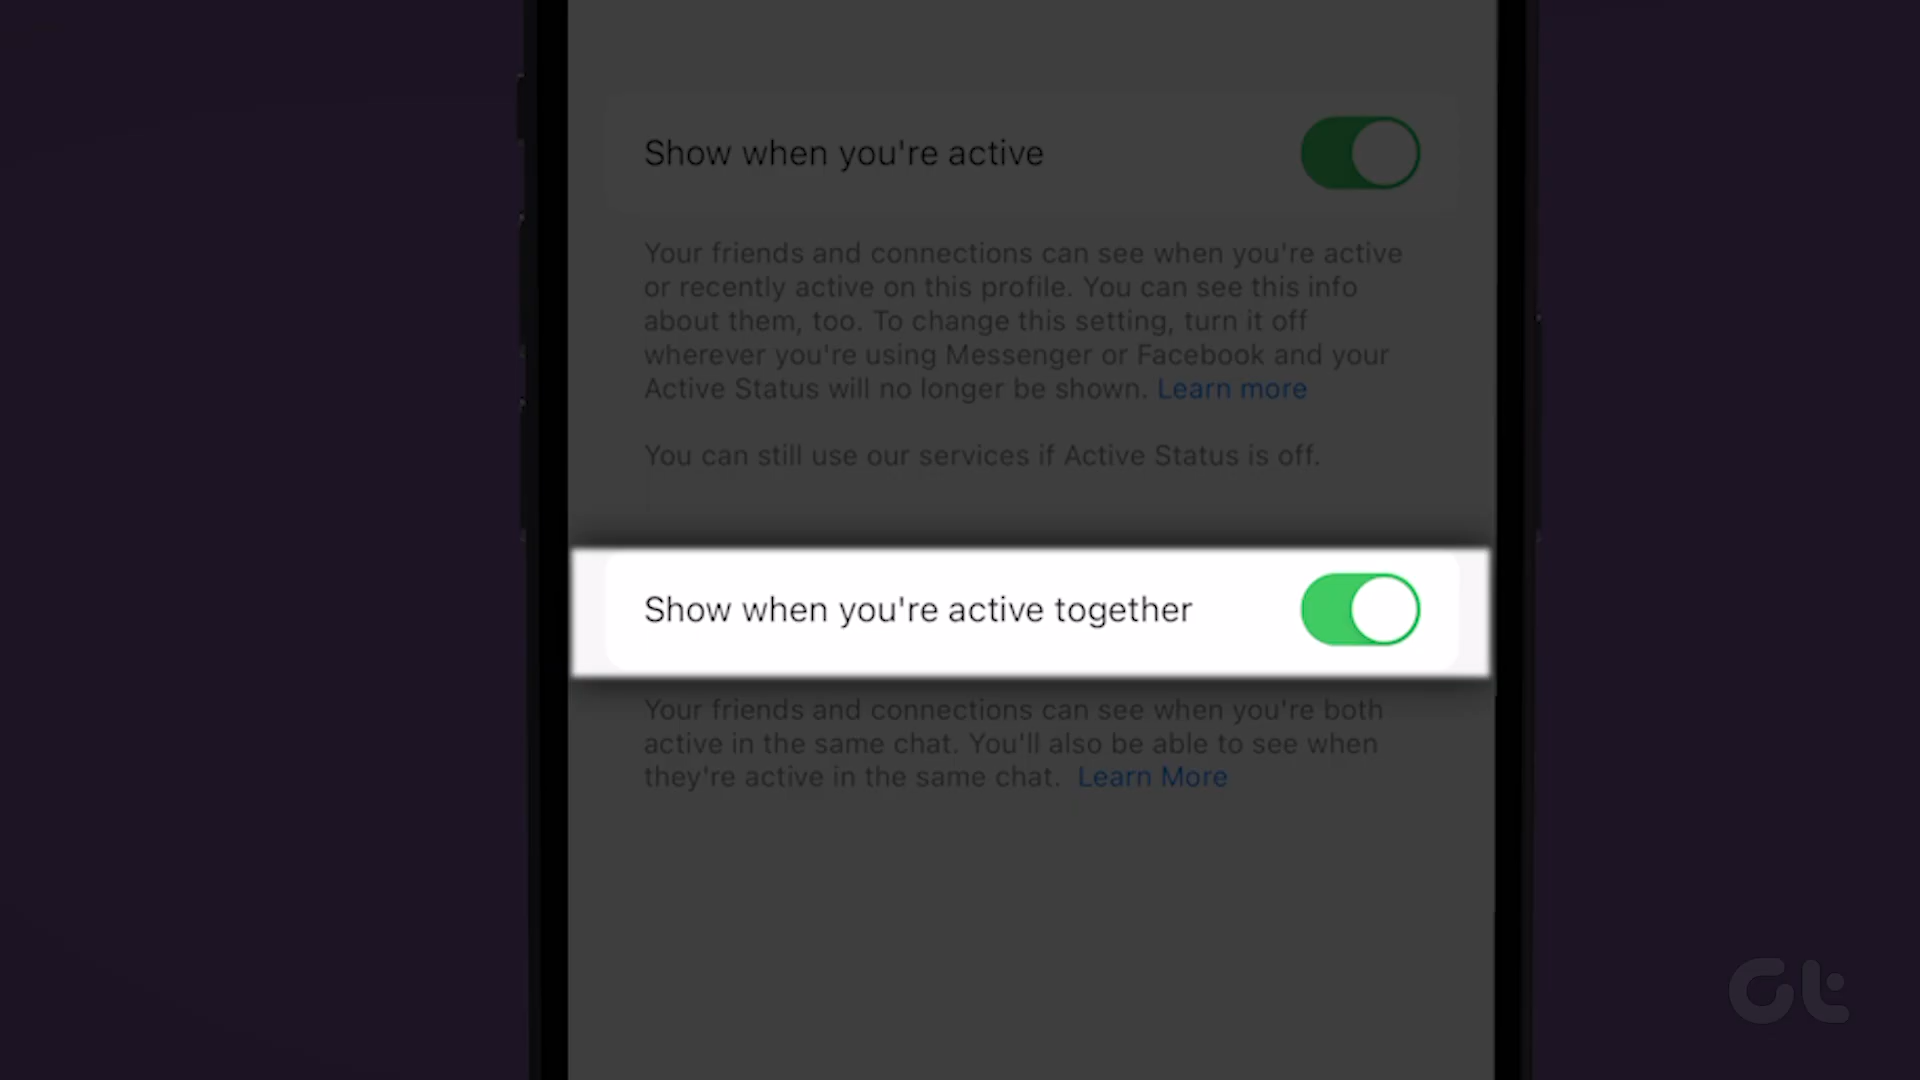 Show when you're active
Your friends and connections can see when you're active
or recently active on this profile. You can see this info
about them, too. To change this setting, turn it off
wherever you're using Messenger or Facebook and your
Active Status will no longer be shown. Learn more
You can still use our services if Active Status is off.
Show when you're active together
Your friends and connections can see when you're both
active in the same chat. You'll also be able to see when
they're active in the same chat. Learn More
Gt